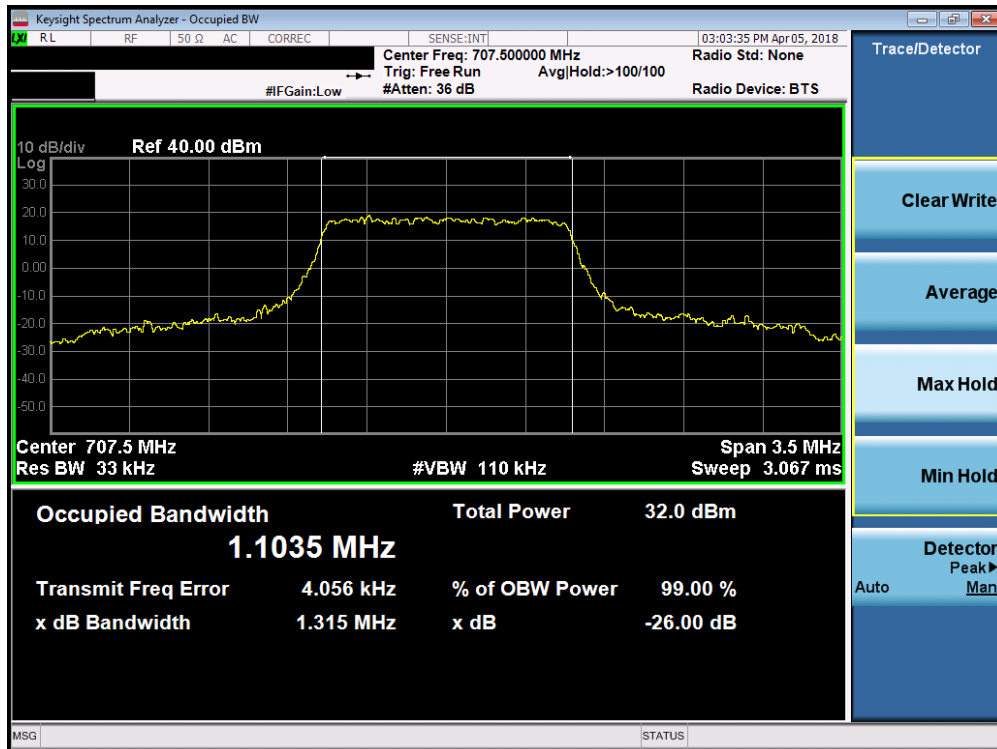 Keysight Spectrum Analyzer - Occupied BW
LXI RL RF 50 Ω AC CORREC SENSE:INT 03:03:35 PM Apr 05, 2018
Center Freq: 707.500000 MHz Radio Std: None
Trig: Free Run Avg|Hold:>100/100
#IFGain:Low #Atten: 36 dB Radio Device: BTS
10 dB/div Ref 40.00 dBm
Log
30.0
20.0
10.0
0.00
-10.0
-20.0
-30.0
-40.0
-50.0
Center 707.5 MHz Span 3.5 MHz
Res BW 33 kHz #VBW 110 kHz Sweep 3.067 ms
Occupied Bandwidth Total Power 32.0 dBm
1.1035 MHz
Transmit Freq Error 4.056 kHz % of OBW Power 99.00 %
x dB Bandwidth 1.315 MHz x dB -26.00 dB
MSG STATUS
Trace/Detector
Clear Write
Average
Max Hold
Min Hold
Detector
Peak▶
Auto Man